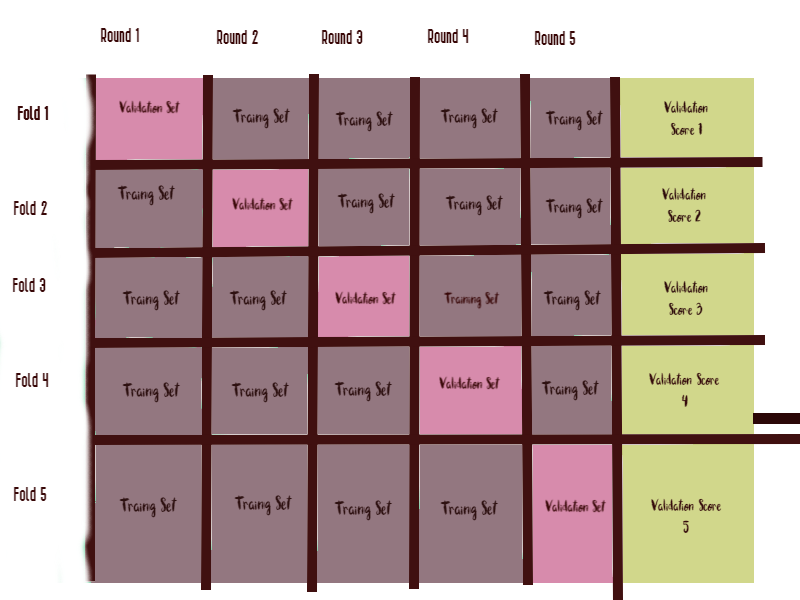 Round 1
Round 2
Round 3
Round 4
Round 5
Fold 1
Validation Set
Traing Set
Traing Set
Traing Set
Traing Set
Validation
Score 1
Fold 2
Traing Set
Validation Set
Traing Set
Traing Set
Traing Set
Validation
Score 2
Fold 3
Traing Set
Traing Set
Validation Set
Training Set
Traing Set
Validation
Score 3
Fold 4
Traing Set
Traing Set
Traing Set
Validation Set
Traing Set
Validation Score
4
Fold 5
Traing Set
Traing Set
Traing Set
Traing Set
Validation Set
Validation Score
5